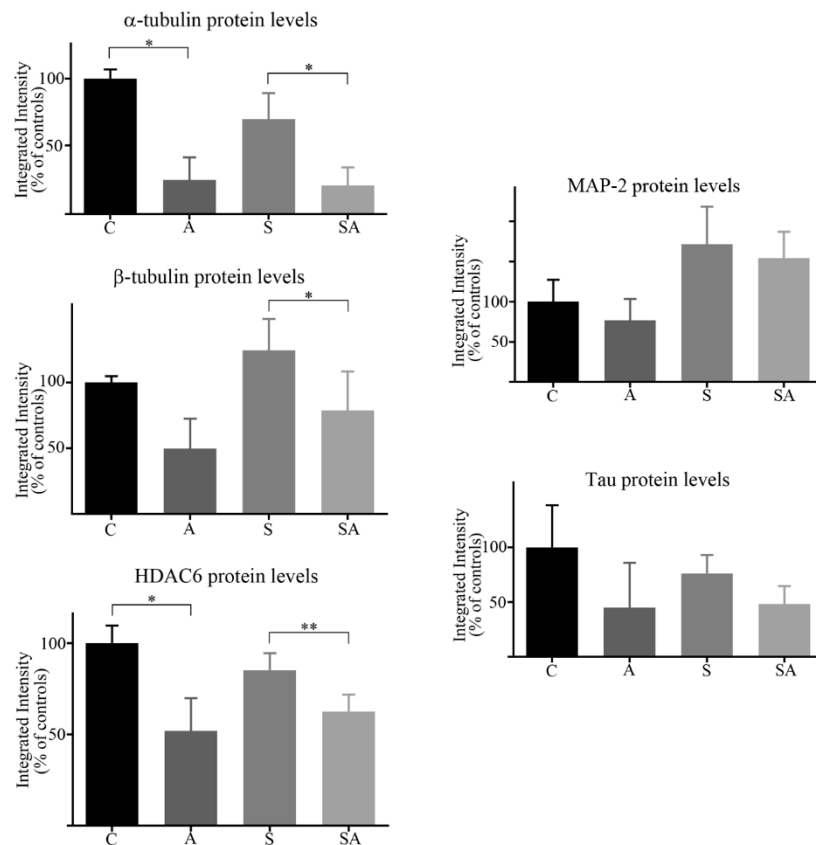 α-tubulin protein levels
*
*
Integrated Intensity
(% of controls)
100
50
C A S SA
β-tubulin protein levels
*
Integrated Intensity
(% of controls)
100
50
C A S SA
HDAC6 protein levels
*
**
Integrated Intensity
(% of controls)
100
50
C A S SA
MAP-2 protein levels
Integrated Intensity
(% of controls)
100
50
C A S SA
Tau protein levels
Integrated Intensity
(% of controls)
100
50
C A S SA